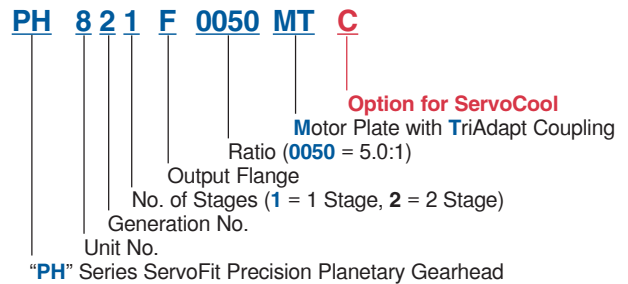 PH 8 2 1 F 0050 MT C
Option for ServoCool
Motor Plate with TriAdapt Coupling
Ratio (0050 = 5.0:1)
Output Flange
No. of Stages (1 = 1 Stage, 2 = 2 Stage)
Generation No.
Unit No.
“PH” Series ServoFit Precision Planetary Gearhead